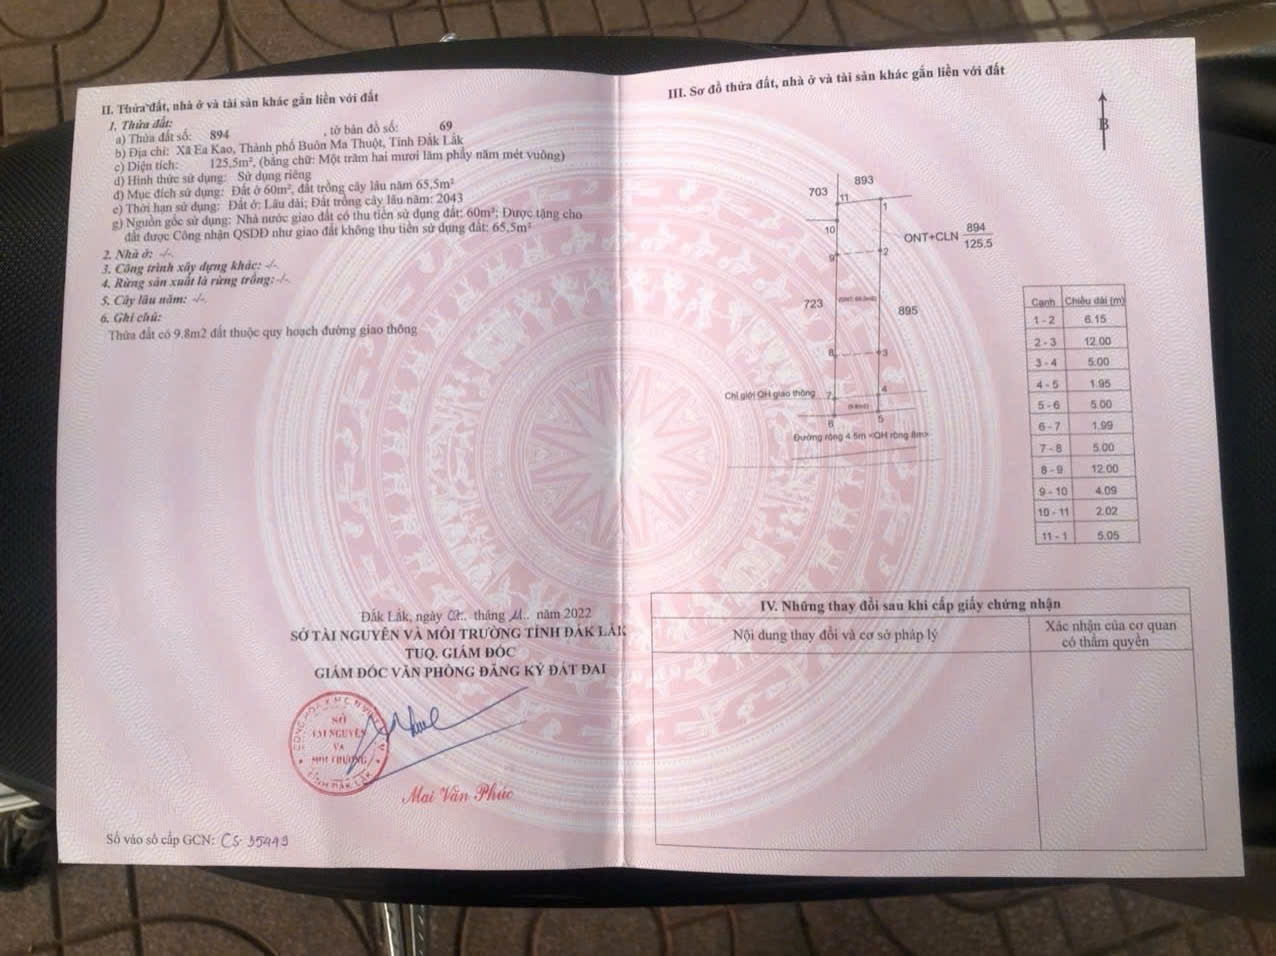 II. Thửa đất, nhà ở và tài sản khác gắn liền với đất
1. Thửa đất:
a) Thửa đất số: 894 , tờ bản đồ số: 69
b) Địa chỉ: Xã Ea Kao, Thành phố Buôn Ma Thuột, Tỉnh Đắk Lắk
c) Diện tích: 125,5m², (bằng chữ: Một trăm hai mươi lăm phẩy năm mét vuông)
d) Hình thức sử dụng: Sử dụng riêng
đ) Mục đích sử dụng: Đất ở 60m², đất trồng cây lâu năm 65,5m²
e) Thời hạn sử dụng: Đất ở: Lâu dài; Đất trồng cây lâu năm: 2043
g) Nguồn gốc sử dụng: Nhà nước giao đất có thu tiền sử dụng đất: 60m²; Được tặng cho
đất được Công nhận QSDĐ như giao đất không thu tiền sử dụng đất: 65,5m²
2. Nhà ở: -/-
3. Công trình xây dựng khác: -/-
4. Rừng sản xuất là rừng trồng: -/-
5. Cây lâu năm: -/-
6. Ghi chú:
Thửa đất có 9.8m2 đất thuộc quy hoạch đường giao thông
Đắk Lắk, ngày tháng 11 năm 2022
SỞ TÀI NGUYÊN VÀ MÔI TRƯỜNG TỈNH ĐẮK LẮK
TUQ. GIÁM ĐỐC
GIÁM ĐỐC VĂN PHÒNG ĐĂNG KÝ ĐẤT ĐAI
SỞ
TÀI NGUYÊN
VÀ
MÔI TRƯỜNG
TỈNH ĐẮK LẮK
Mai Văn Phúc
Số vào sổ cấp GCN: CS 35449
III. Sơ đồ thửa đất, nhà ở và tài sản khác gắn liền với đất
B
703 893
11 1
10
ONT+CLN 894
125.5
9 2
723 895
8 3
4
Chỉ giới QH giao thông 7
6 5
Đường rộng 4.5m <QH rộng 8m>
Cạnh Chiều dài (m)
1 - 2 6.15
2 - 3 12.00
3 - 4 5.00
4 - 5 1.95
5 - 6 5.00
6 - 7 1.99
7 - 8 5.00
8 - 9 12.00
9 - 10 4.09
10 - 11 2.02
11 - 1 5.05
IV. Những thay đổi sau khi cấp giấy chứng nhận
Nội dung thay đổi và cơ sở pháp lý
Xác nhận của cơ quan
có thẩm quyền